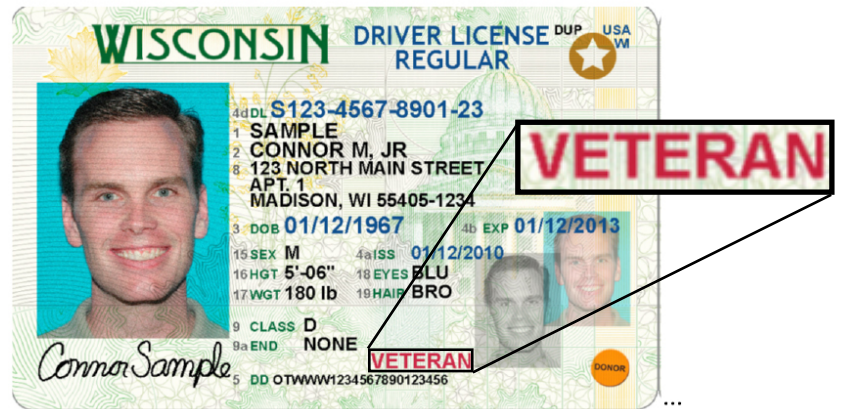 WISCONSIN DRIVER LICENSE DUP USA
REGULAR WI
4d DL S123-4567-8901-23
1 SAMPLE
2 CONNOR M, JR
8 123 NORTH MAIN STREET
APT. 1
MADISON, WI 55405-1234
VETERAN
3 DOB 01/12/1967 4b EXP 01/12/2013
15 SEX M 4a ISS 01/12/2010
16 HGT 5'-06" 18 EYES BLU
17 WGT 180 lb 19 HAIR BRO
9 CLASS D
9a END NONE
VETERAN
Connor Sample
5 DD OTWWW1234567890123456
DONOR
...